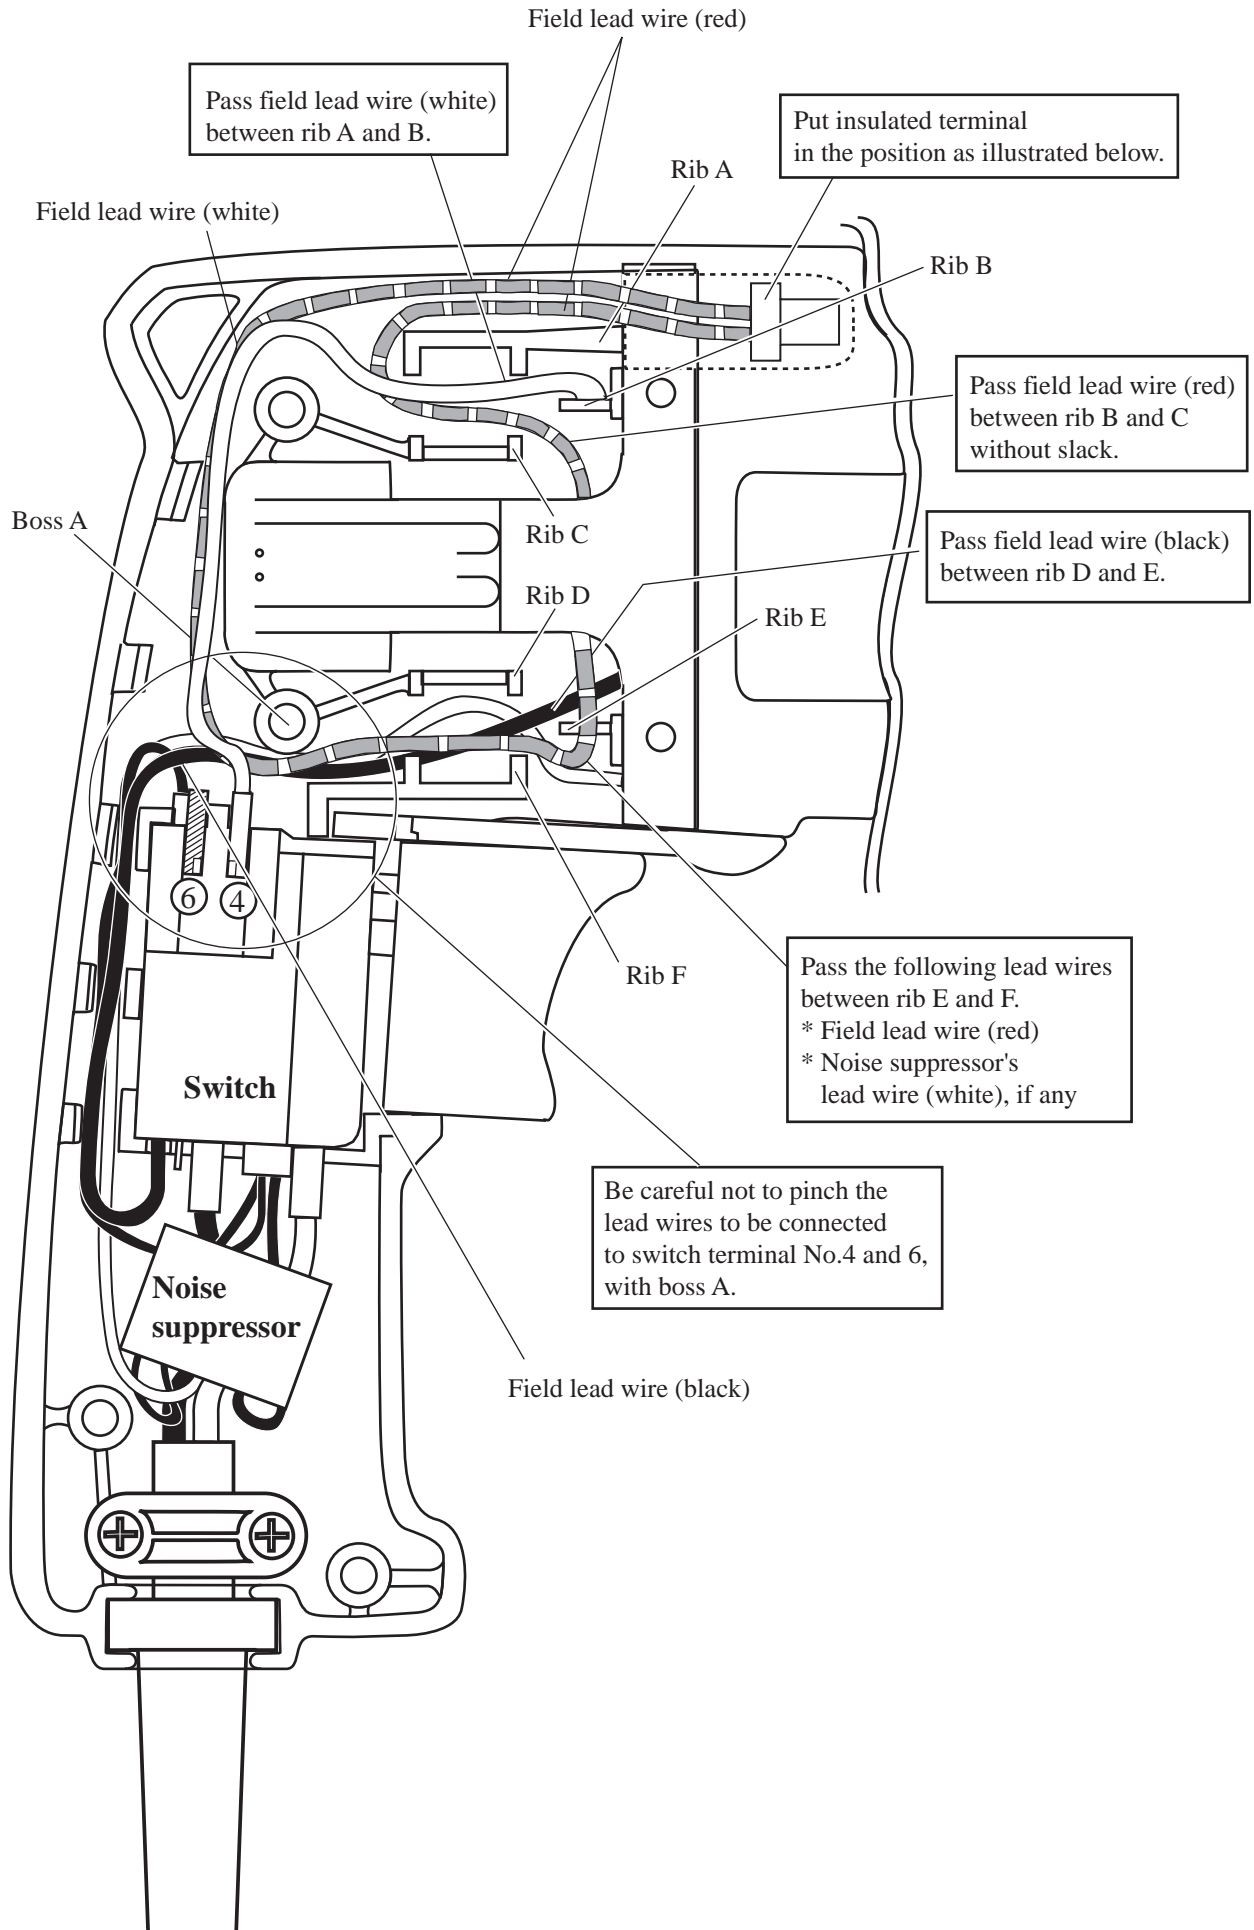 Field lead wire (red)
Pass field lead wire (white)
between rib A and B.
Put insulated terminal
in the position as illustrated below.
Rib A
Field lead wire (white)
Rib B
Pass field lead wire (red)
between rib B and C
without slack.
Boss A
Rib C
Pass field lead wire (black)
between rib D and E.
Rib D
Rib E
6
4
Rib F
Pass the following lead wires
between rib E and F.
* Field lead wire (red)
* Noise suppressor's
lead wire (white), if any
Switch
Be careful not to pinch the
lead wires to be connected
to switch terminal No.4 and 6,
with boss A.
Noise
suppressor
Field lead wire (black)